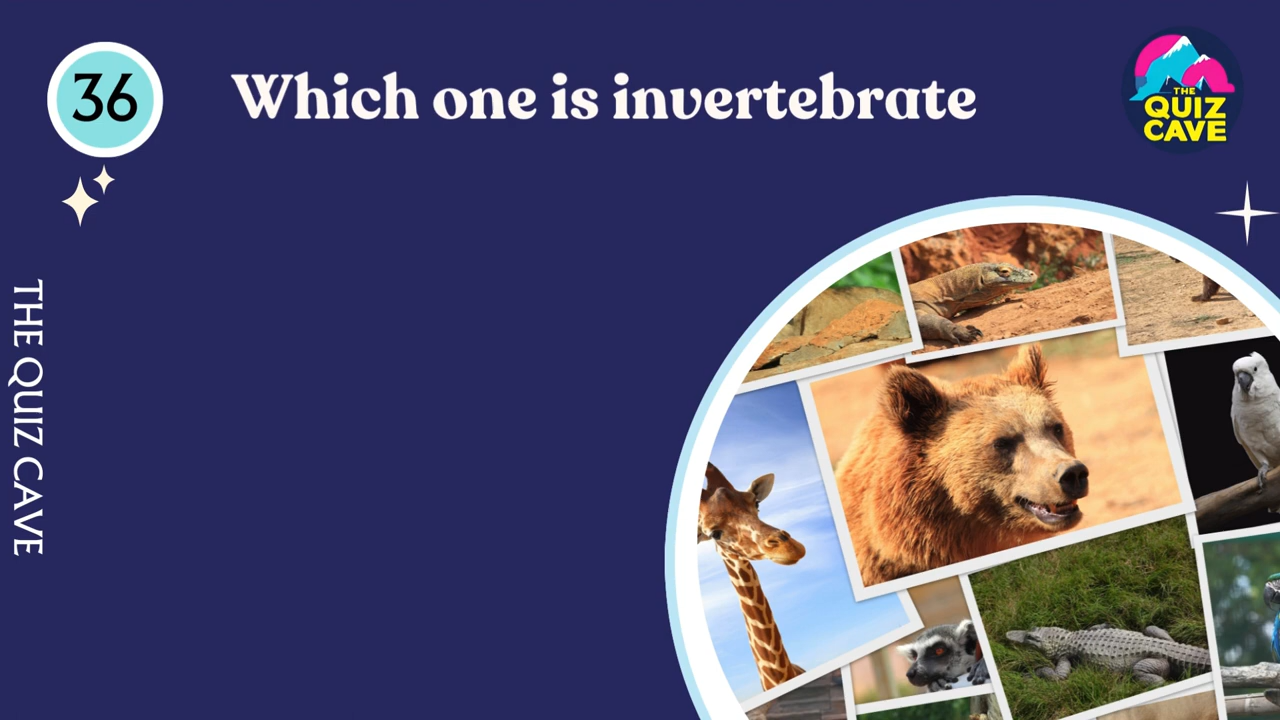 36
Which one is invertebrate
THE
QUIZ
CAVE
THE QUIZ CAVE